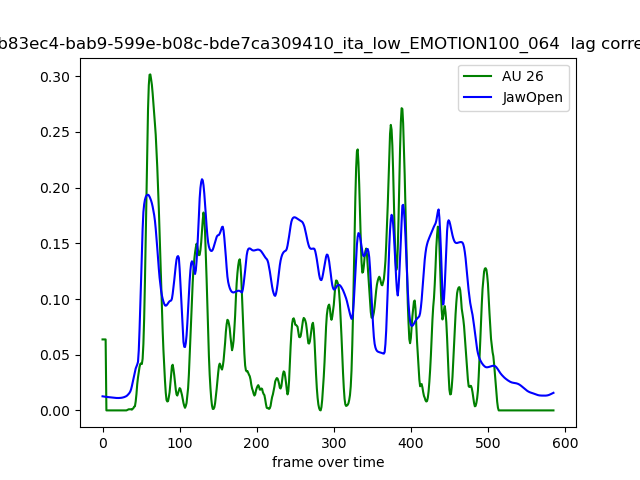 b83ec4-bab9-599e-b08c-bde7ca309410_ita_low_EMOTION100_064 lag corre
AU 26
JawOpen
0.30
0.25
0.20
0.15
0.10
0.05
0.00
0 100 200 300 400 500 600
frame over time